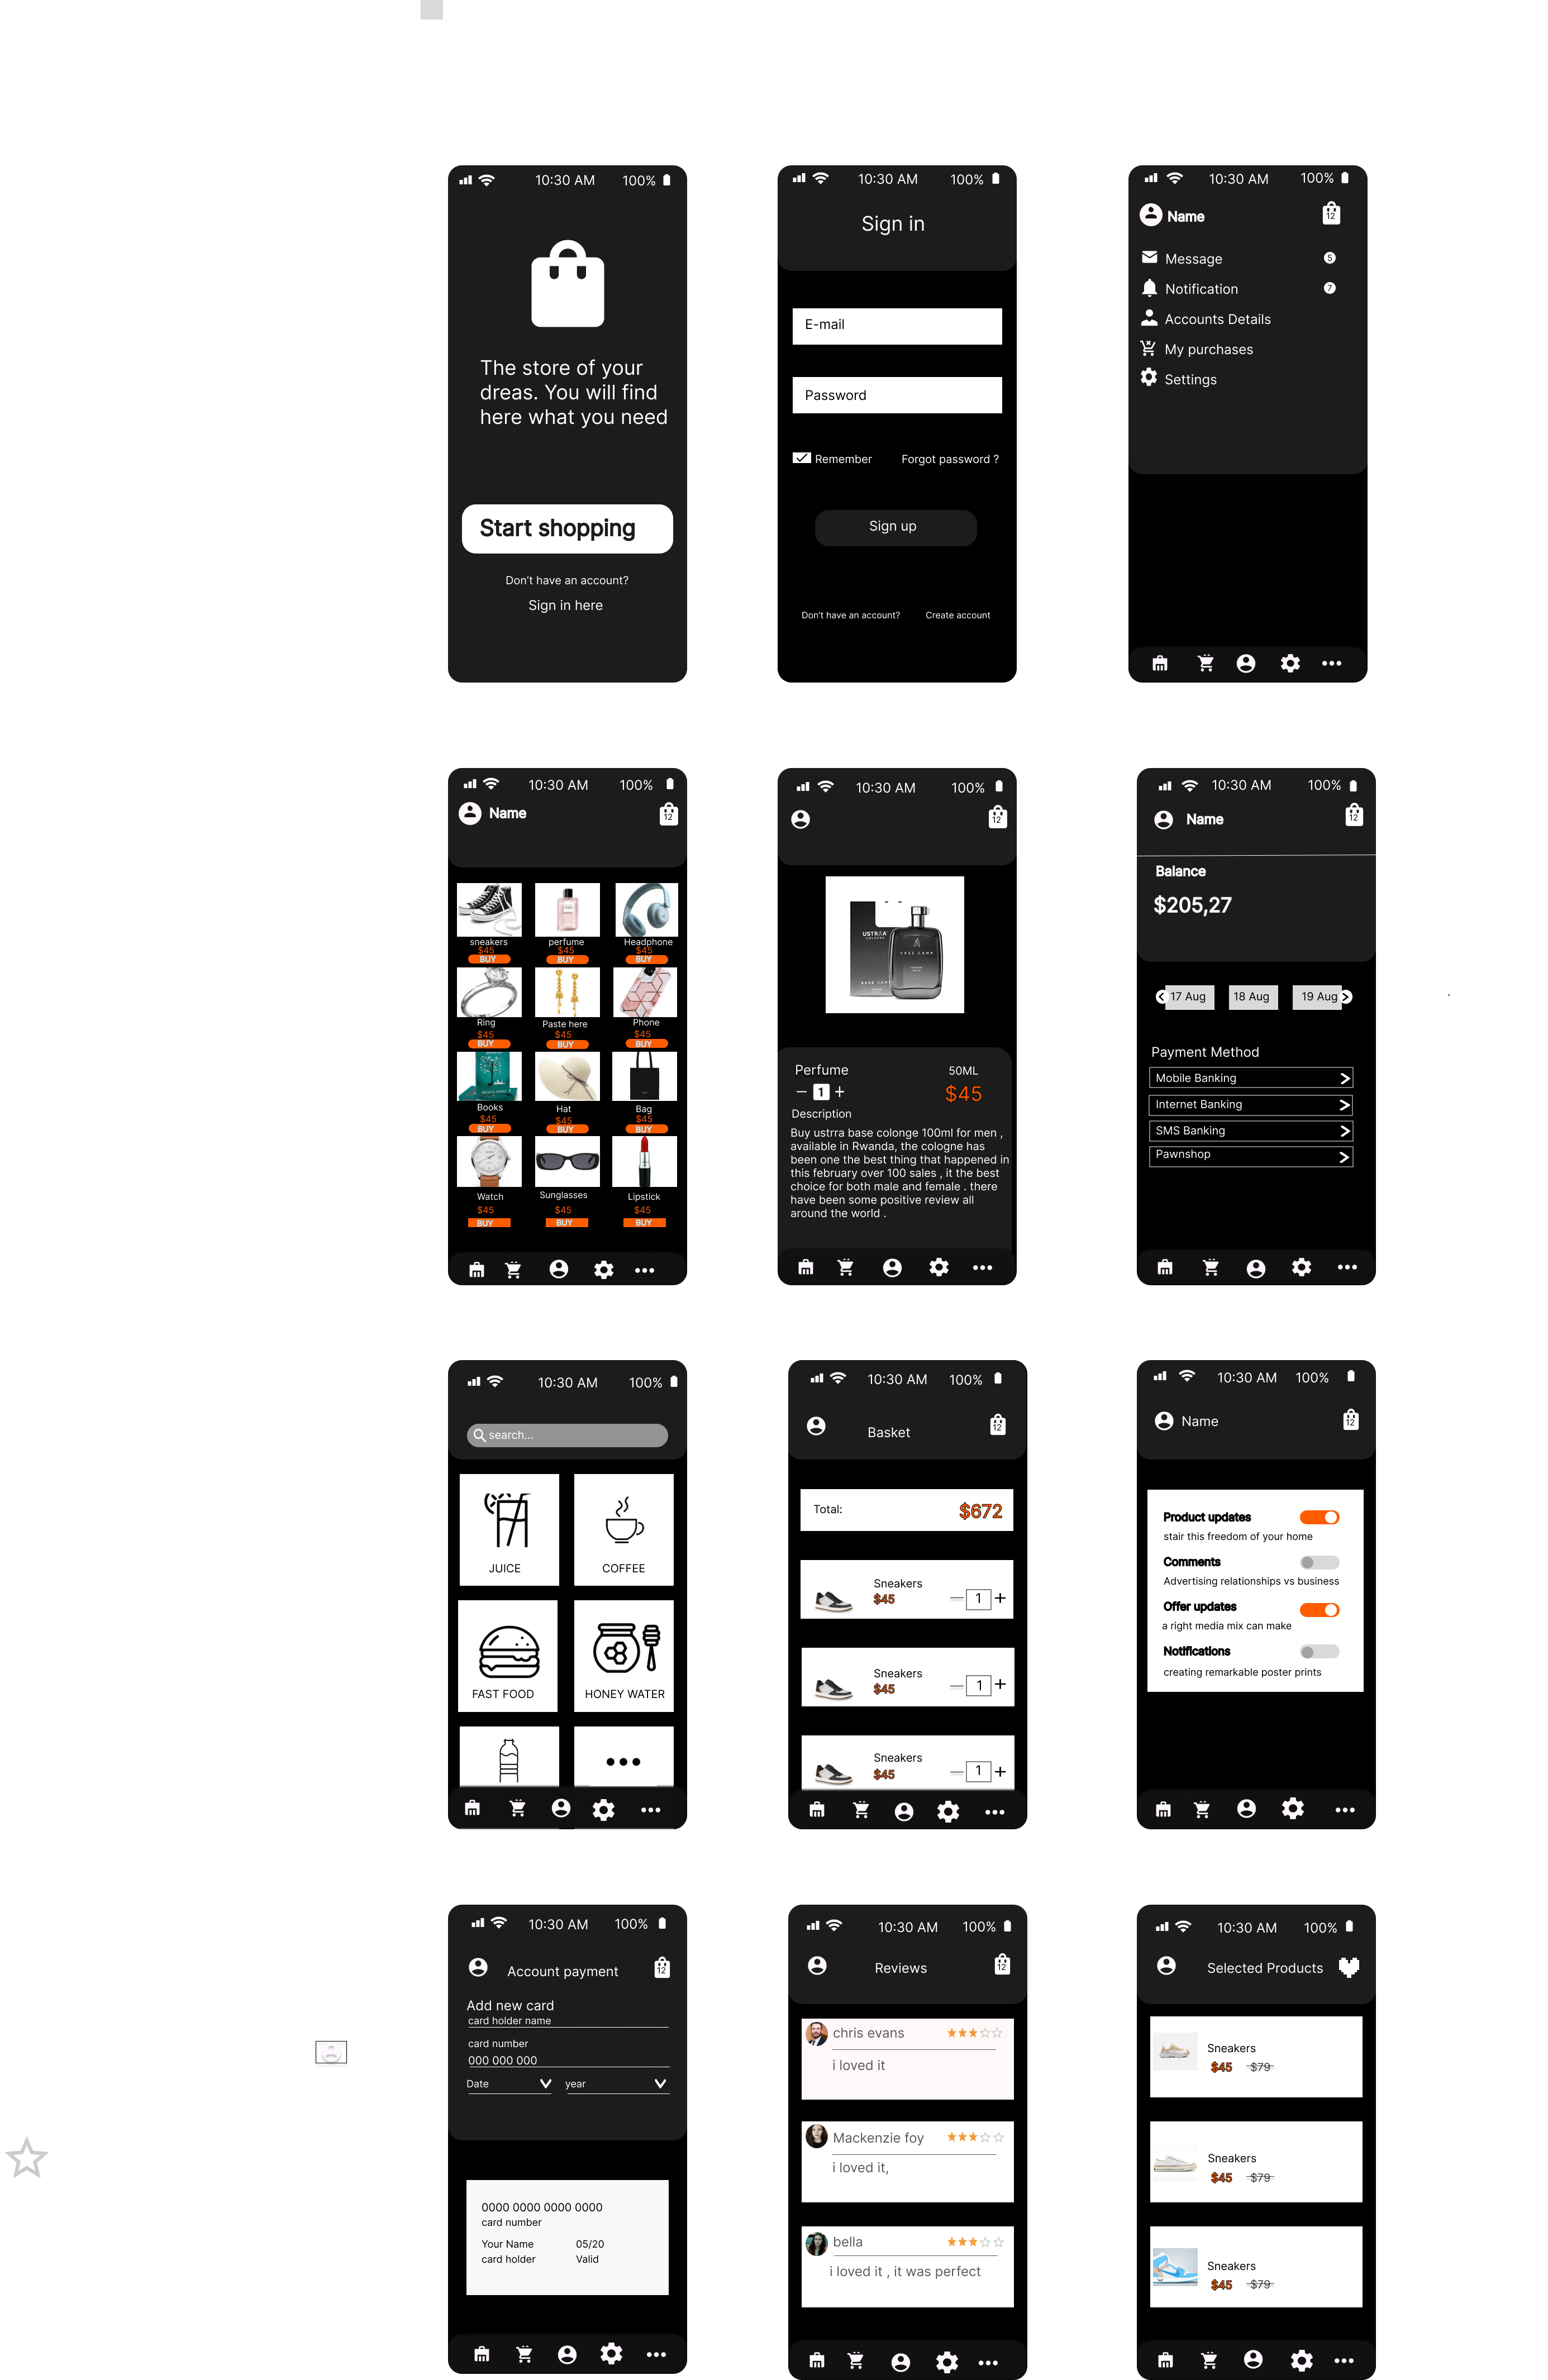 10:30 AM 100%
The store of your
dreas. You will find
here what you need
Start shopping
Don't have an account?
Sign in here
10:30 AM 100%
Sign in
E-mail
Password
Remember Forgot password ?
Sign up
Don't have an account? Create account
10:30 AM 100%
Name 12
Message 5
Notification 7
Accounts Details
My purchases
Settings
10:30 AM 100%
Name 12
sneakers perfume Headphone
$45 $45 $45
BUY BUY BUY
Ring Paste here Phone
$45 $45 $45
BUY BUY BUY
Books Hat Bag
$45 $45 $45
BUY BUY BUY
Watch Sunglasses Lipstick
$45 $45 $45
BUY BUY BUY
10:30 AM 100%
12
USTRAA
COLOGNE
BASE CAMP
BASE CAMP
Perfume 50ML
1 $45
Description
Buy ustrra base colonge 100ml for men ,
available in Rwanda, the cologne has
been one the best thing that happened in
this february over 100 sales , it the best
choice for both male and female . there
have been some positive review all
around the world .
10:30 AM 100%
Name 12
Balance
$205,27
17 Aug 18 Aug 19 Aug
Payment Method
Mobile Banking
Internet Banking
SMS Banking
Pawnshop
10:30 AM 100%
search...
JUICE COFFEE
FAST FOOD HONEY WATER
10:30 AM 100%
Basket 12
Total: $672
Sneakers
$45 1
Sneakers
$45 1
Sneakers
$45 1
10:30 AM 100%
Name 12
Product updates
stair this freedom of your home
Comments
Advertising relationships vs business
Offer updates
a right media mix can make
Notifications
creating remarkable poster prints
10:30 AM 100%
Account payment 12
Add new card
card holder name
card number
000 000 000
Date year
0000 0000 0000 0000
card number
Your Name 05/20
card holder Valid
10:30 AM 100%
Reviews 12
chris evans
i loved it
Mackenzie foy
i loved it,
bella
i loved it , it was perfect
10:30 AM 100%
Selected Products
Sneakers
$45 $79
Sneakers
$45 $79
Sneakers
$45 $79